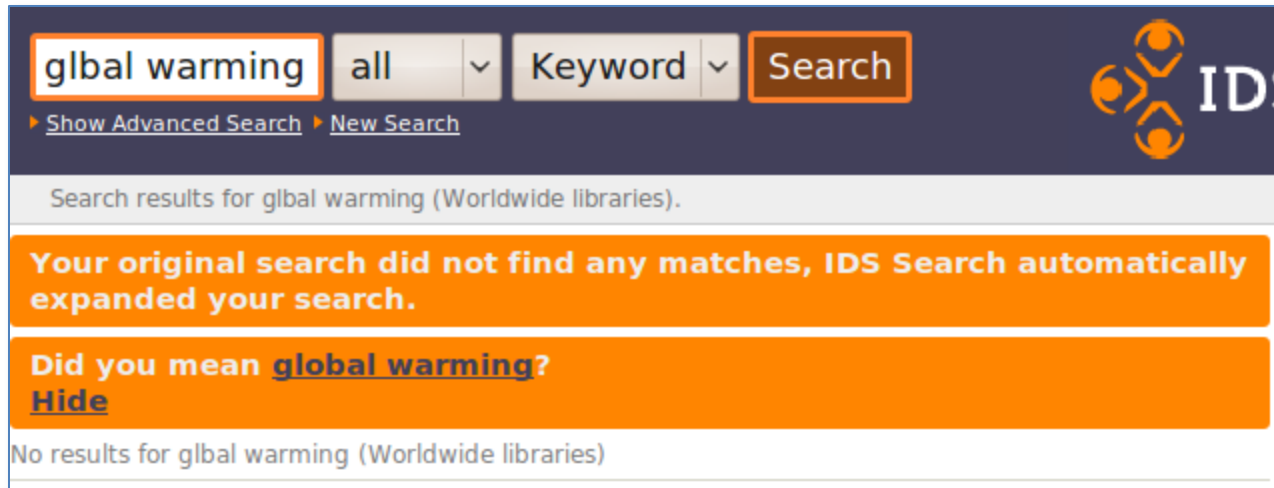 glbal warming all Keyword Search
Show Advanced Search New Search
ID
Search results for glbal warming (Worldwide libraries).
Your original search did not find any matches, IDS Search automatically
expanded your search.
Did you mean global warming?
Hide
No results for glbal warming (Worldwide libraries)